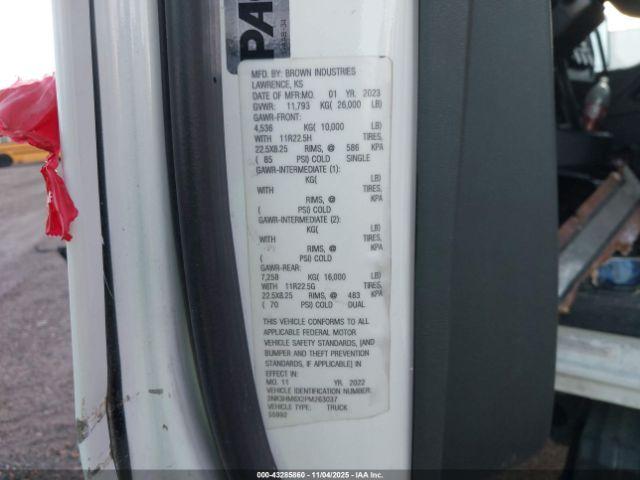 PA
MFD. BY: BROWN INDUSTRIES
LAWRENCE, KS
DATE OF MFR:MO. 01 YR. 2023
GVWR: 11,793 KG( 26,000 LB)
GAWR-FRONT:
4,536 KG( 10,000 LB)
WITH 11R22.5H TIRES,
22.5X8.25 RIMS, @ 586 KPA
( 85 PSI) COLD SINGLE
GAWR-INTERMEDIATE (1):
KG( LB)
WITH TIRES,
RIMS, @ KPA
( PSI) COLD
GAWR-INTERMEDIATE (2):
KG( LB)
WITH TIRES,
RIMS, @ KPA
( PSI) COLD
GAWR-REAR:
7,258 KG( 16,000 LB)
WITH 11R22.5G TIRES,
22.5X8.25 RIMS, @ 483 KPA
( 70 PSI) COLD DUAL
THIS VEHICLE CONFORMS TO ALL
APPLICABLE FEDERAL MOTOR
VEHICLE SAFETY STANDARDS, [AND
BUMPER AND THEFT PREVENTION
STANDARDS, IF APPLICABLE] IN
EFFECT IN:
MO. 11 YR. 2022
VEHICLE IDENTIFICATION NUMBER:
VEHICLE TYPE: TRUCK
55992
000-43285860 - 11/04/2025 - IAAI.COM